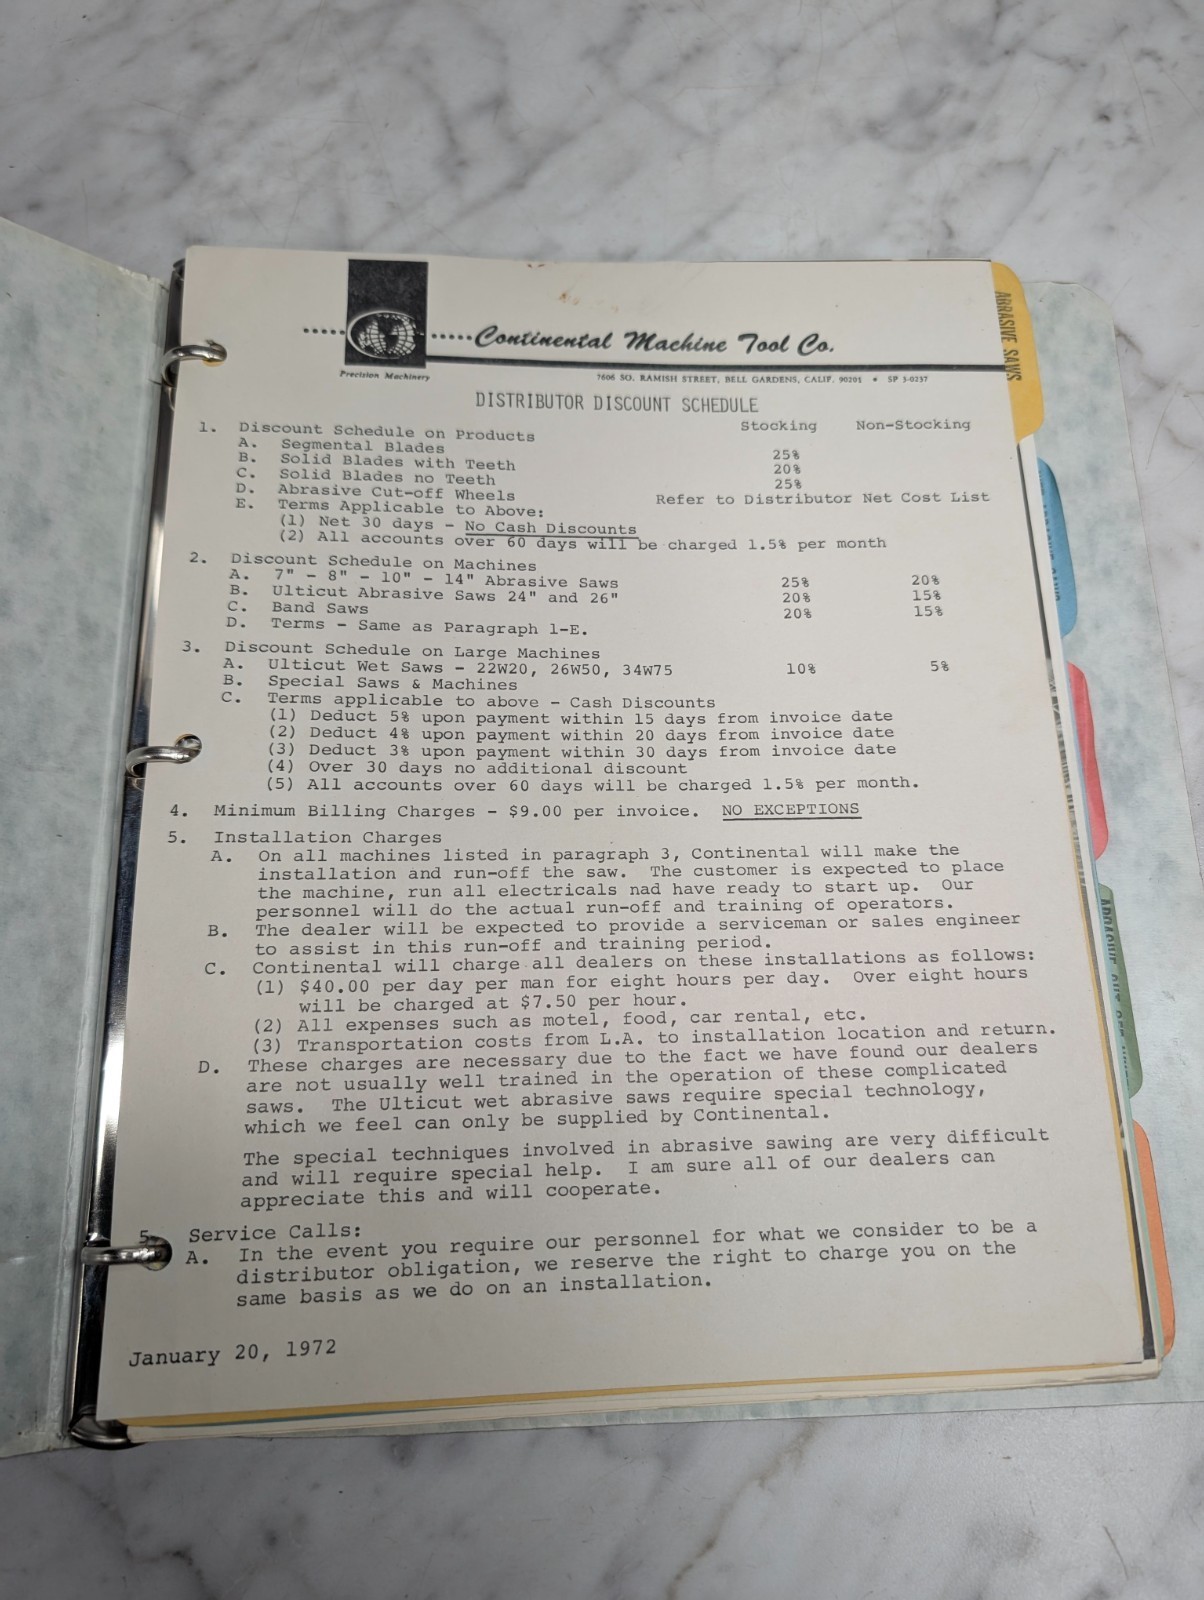 Continental Machine Tool Co.
Precision Machinery
7606 SO. RAMISH STREET, BELL GARDENS, CALIF. 90201 • SP 3-0237
DISTRIBUTOR DISCOUNT SCHEDULE
Stocking Non-Stocking
1. Discount Schedule on Products
A. Segmental Blades 25%
B. Solid Blades with Teeth 20%
C. Solid Blades no Teeth 25%
D. Abrasive Cut-off Wheels Refer to Distributor Net Cost List
E. Terms Applicable to Above:
(1) Net 30 days - No Cash Discounts
(2) All accounts over 60 days will be charged 1.5% per month
2. Discount Schedule on Machines
A. 7" - 8" - 10" - 14" Abrasive Saws 25% 20%
B. Ulticut Abrasive Saws 24" and 26" 20% 15%
C. Band Saws 20% 15%
D. Terms - Same as Paragraph 1-E.
3. Discount Schedule on Large Machines
A. Ulticut Wet Saws - 22W20, 26W50, 34W75 10% 5%
B. Special Saws & Machines
C. Terms applicable to above - Cash Discounts
(1) Deduct 5% upon payment within 15 days from invoice date
(2) Deduct 4% upon payment within 20 days from invoice date
(3) Deduct 3% upon payment within 30 days from invoice date
(4) Over 30 days no additional discount
(5) All accounts over 60 days will be charged 1.5% per month.
4. Minimum Billing Charges - $9.00 per invoice. NO EXCEPTIONS
5. Installation Charges
A. On all machines listed in paragraph 3, Continental will make the
installation and run-off the saw. The customer is expected to place
the machine, run all electricals nad have ready to start up. Our
personnel will do the actual run-off and training of operators.
B. The dealer will be expected to provide a serviceman or sales engineer
to assist in this run-off and training period.
C. Continental will charge all dealers on these installations as follows:
(1) $40.00 per day per man for eight hours per day. Over eight hours
will be charged at $7.50 per hour.
(2) All expenses such as motel, food, car rental, etc.
(3) Transportation costs from L.A. to installation location and return.
D. These charges are necessary due to the fact we have found our dealers
are not usually well trained in the operation of these complicated
saws. The Ulticut wet abrasive saws require special technology,
which we feel can only be supplied by Continental.
The special techniques involved in abrasive sawing are very difficult
and will require special help. I am sure all of our dealers can
appreciate this and will cooperate.
5. Service Calls:
A. In the event you require our personnel for what we consider to be a
distributor obligation, we reserve the right to charge you on the
same basis as we do on an installation.
January 20, 1972
ABRASIVE SAWS